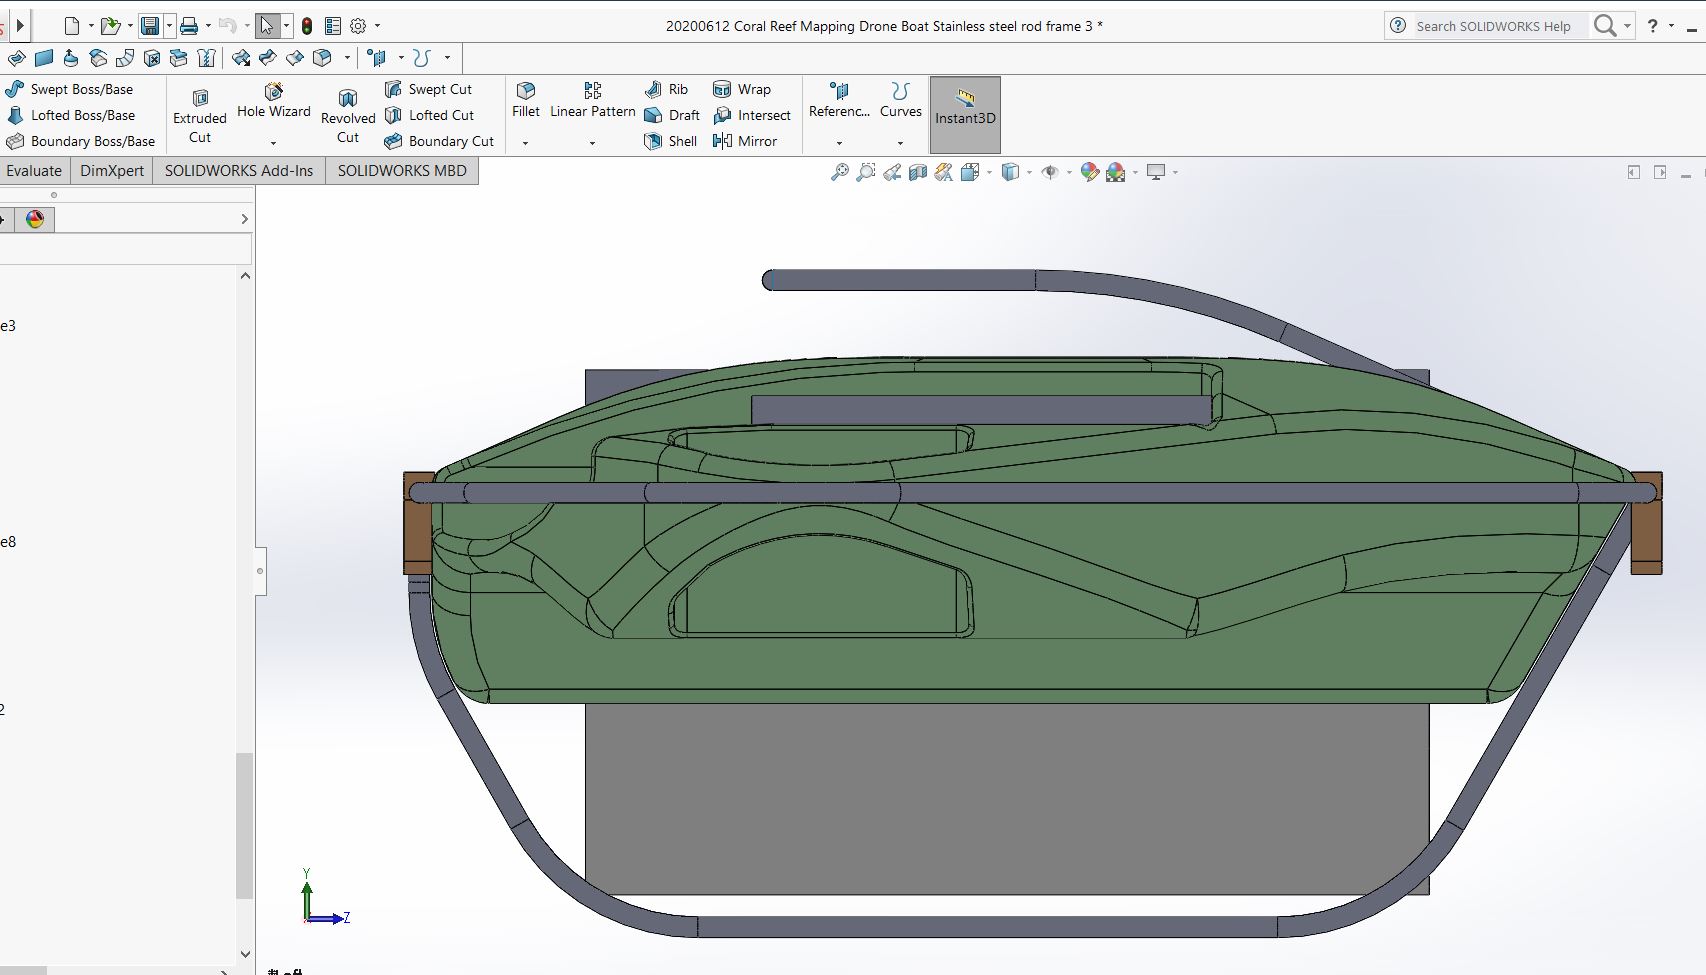 20200612 Coral Reef Mapping Drone Boat Stainless steel rod frame 3 *
Search SOLIDWORKS Help
?
Swept Boss/Base
Lofted Boss/Base
Boundary Boss/Base
Extruded Cut
Hole Wizard
Revolved Cut
Swept Cut
Lofted Cut
Boundary Cut
Fillet
Linear Pattern
Rib
Draft
Shell
Wrap
Intersect
Mirror
Referenc...
Curves
Instant3D
Evaluate
DimXpert
SOLIDWORKS Add-Ins
SOLIDWORKS MBD
e3
e8
2
Y
Z